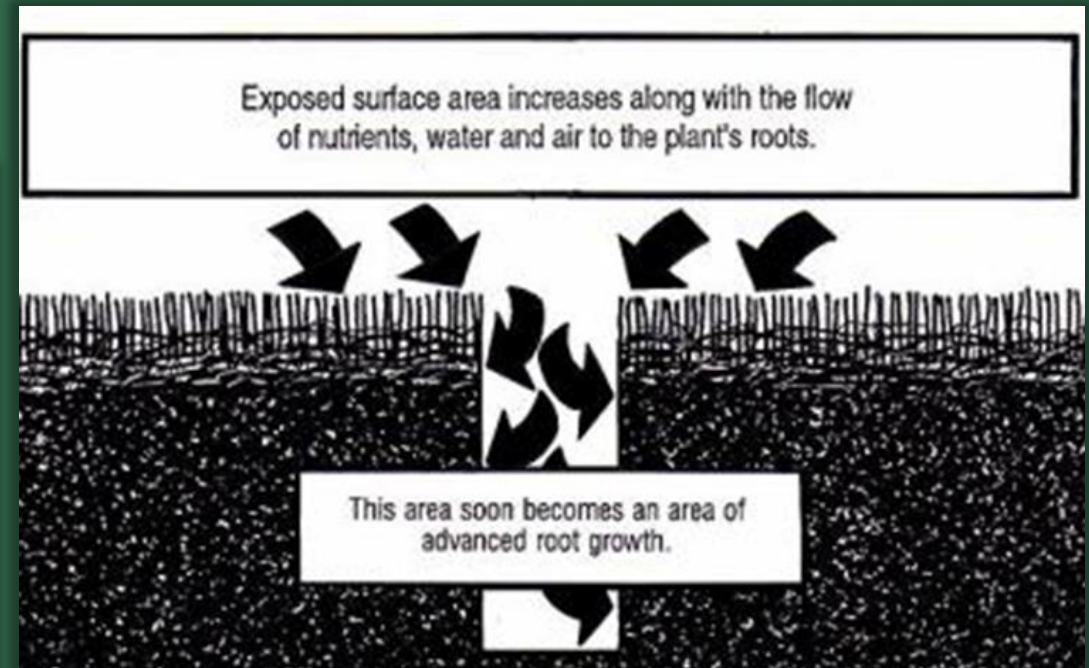 Exposed surface area increases along with the flow
of nutrients, water and air to the plant's roots.
This area soon becomes an area of
advanced root growth.